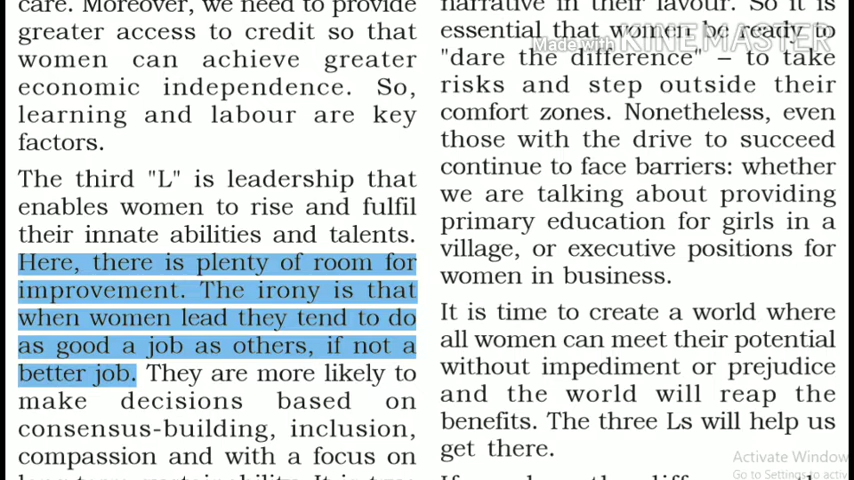 care. Moreover, we need to provide
greater access to credit so that
women can achieve greater
economic independence. So,
learning and labour are key
factors.
The third "L" is leadership that
enables women to rise and fulfil
their innate abilities and talents.
Here, there is plenty of room for
improvement. The irony is that
when women lead they tend to do
as good a job as others, if not a
better job. They are more likely to
make decisions based on
consensus-building, inclusion,
compassion and with a focus on
long-term sustainability. It is true
narrative in their favour. So it is
essential that women be ready to
"dare the difference" – to take
risks and step outside their
comfort zones. Nonetheless, even
those with the drive to succeed
continue to face barriers: whether
we are talking about providing
primary education for girls in a
village, or executive positions for
women in business.
It is time to create a world where
all women can meet their potential
without impediment or prejudice
and the world will reap the
benefits. The three Ls will help us
get there.
Made with KINEMASTER
Activate Window
Go to Settings to activ